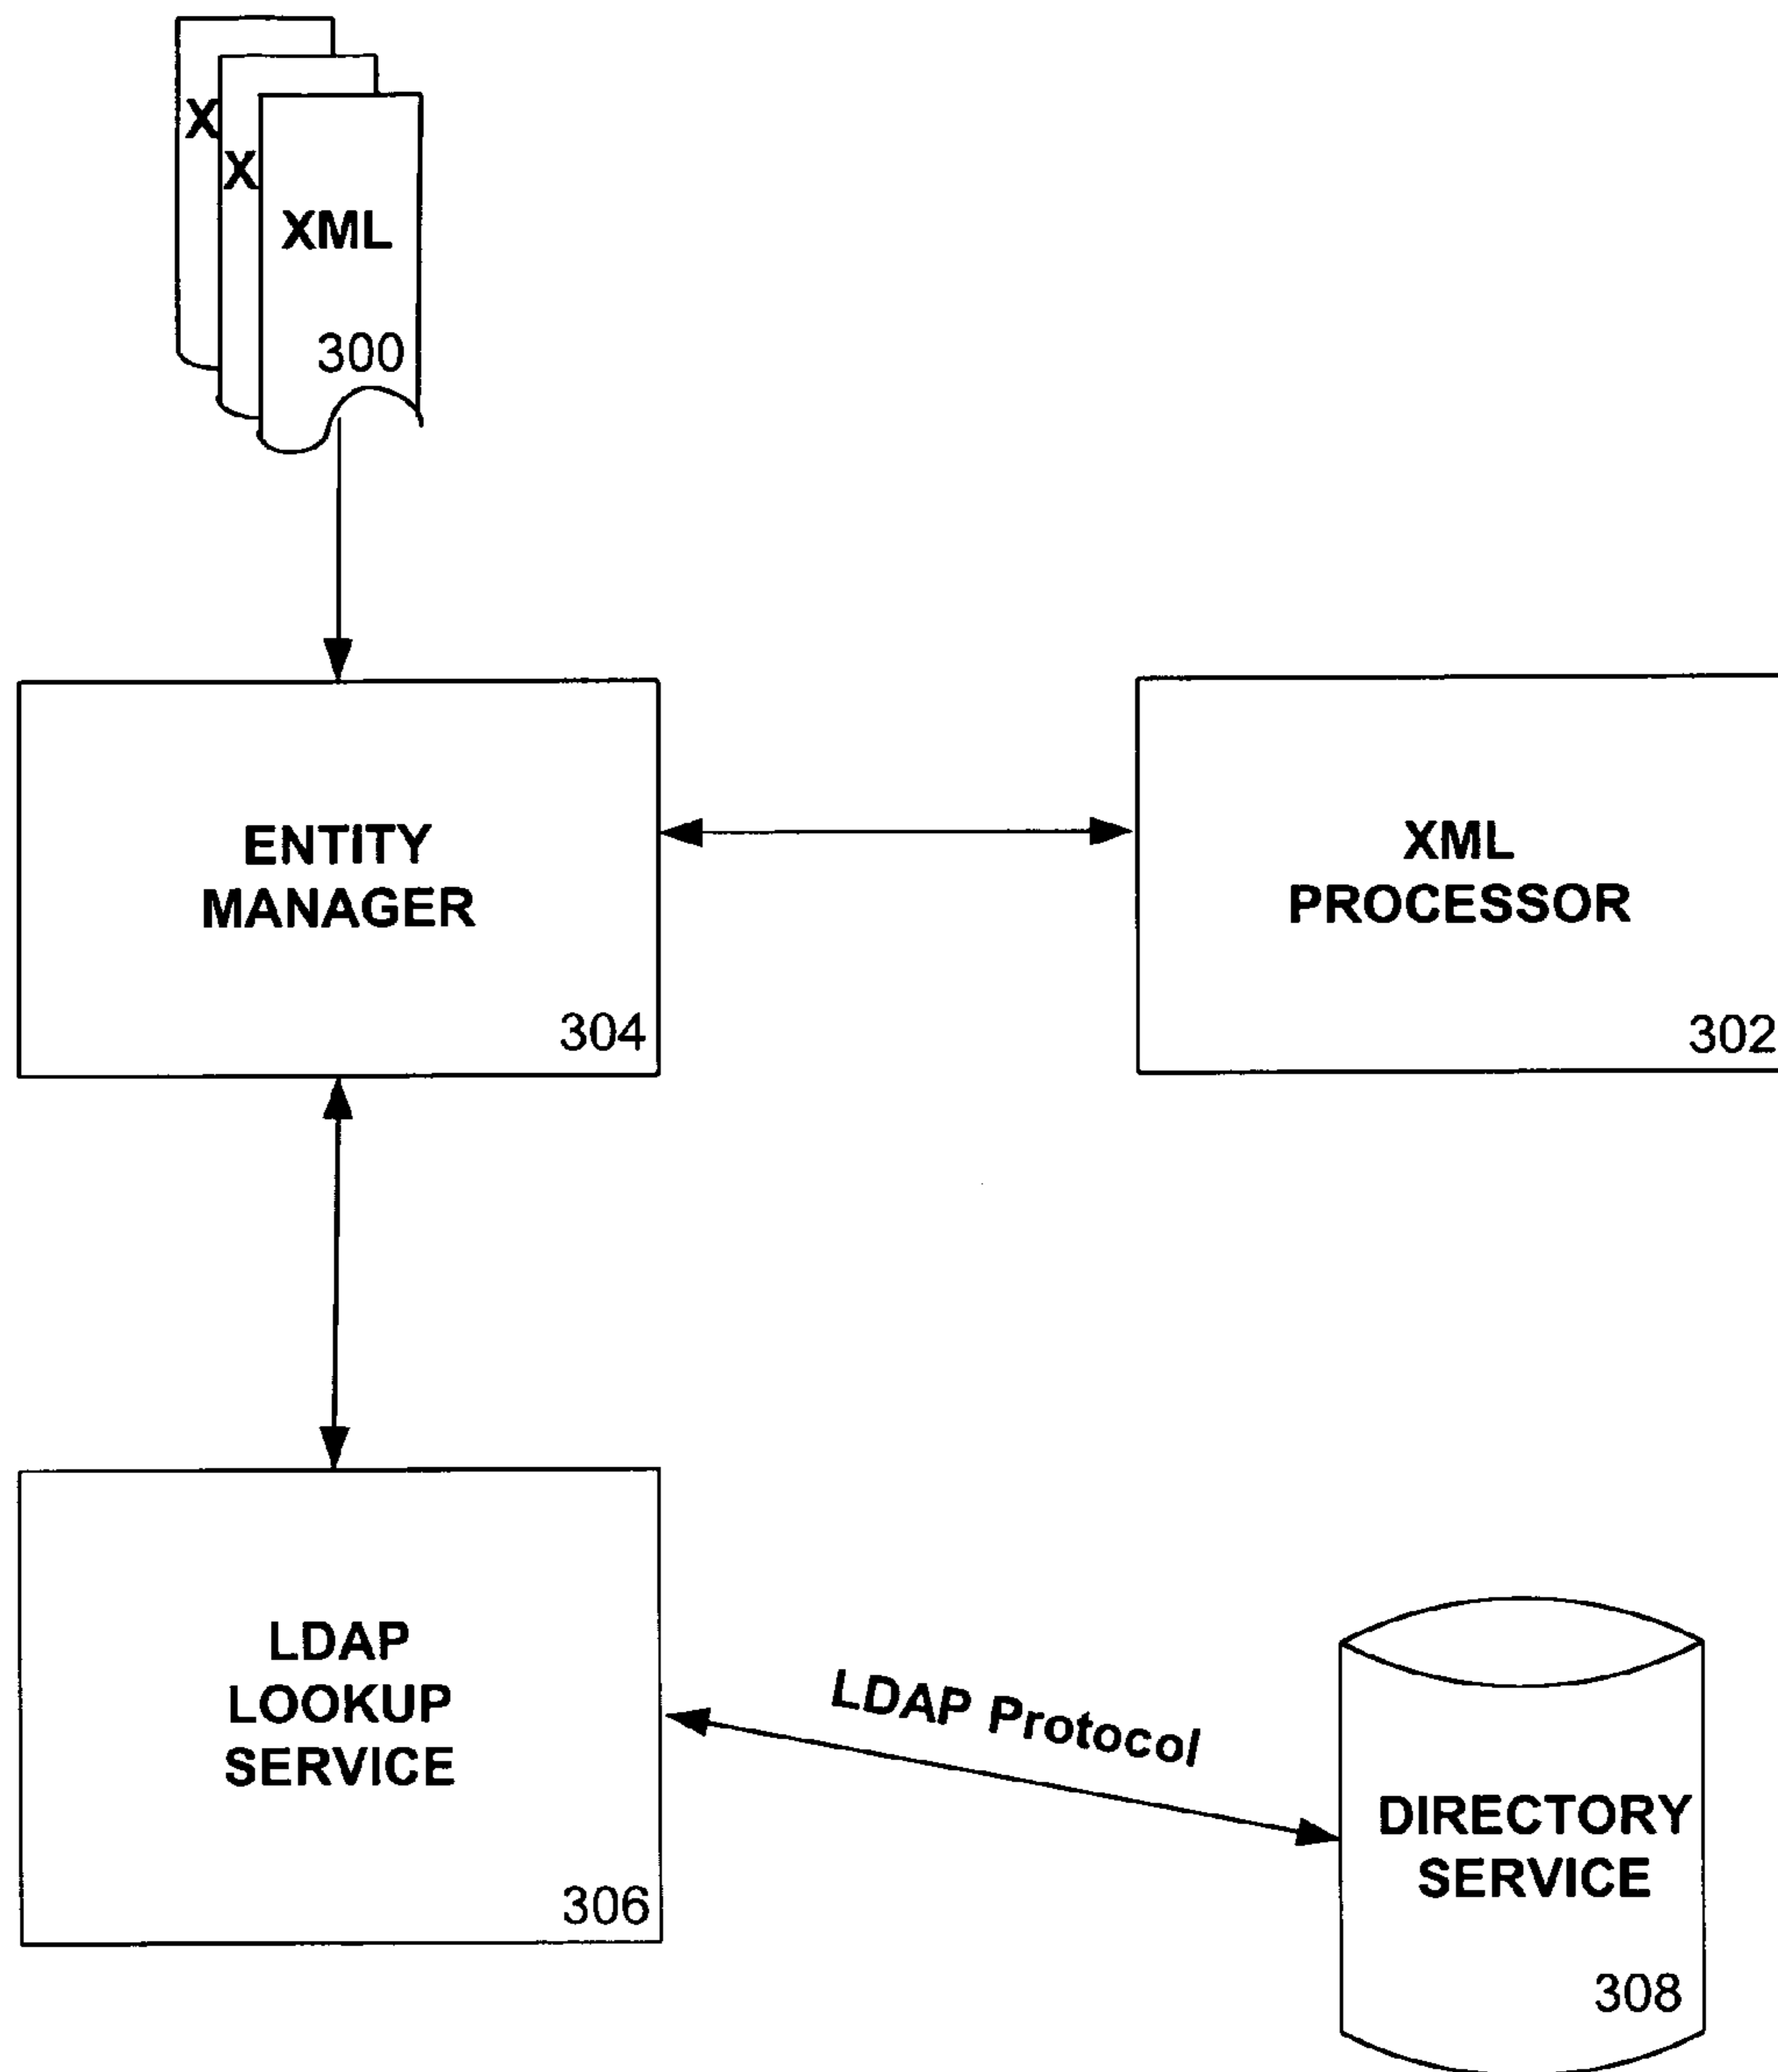 X
X
XML
300
ENTITY
MANAGER
304
XML
PROCESSOR
302
LDAP
LOOKUP
SERVICE
306
LDAP Protocol
DIRECTORY
SERVICE
308